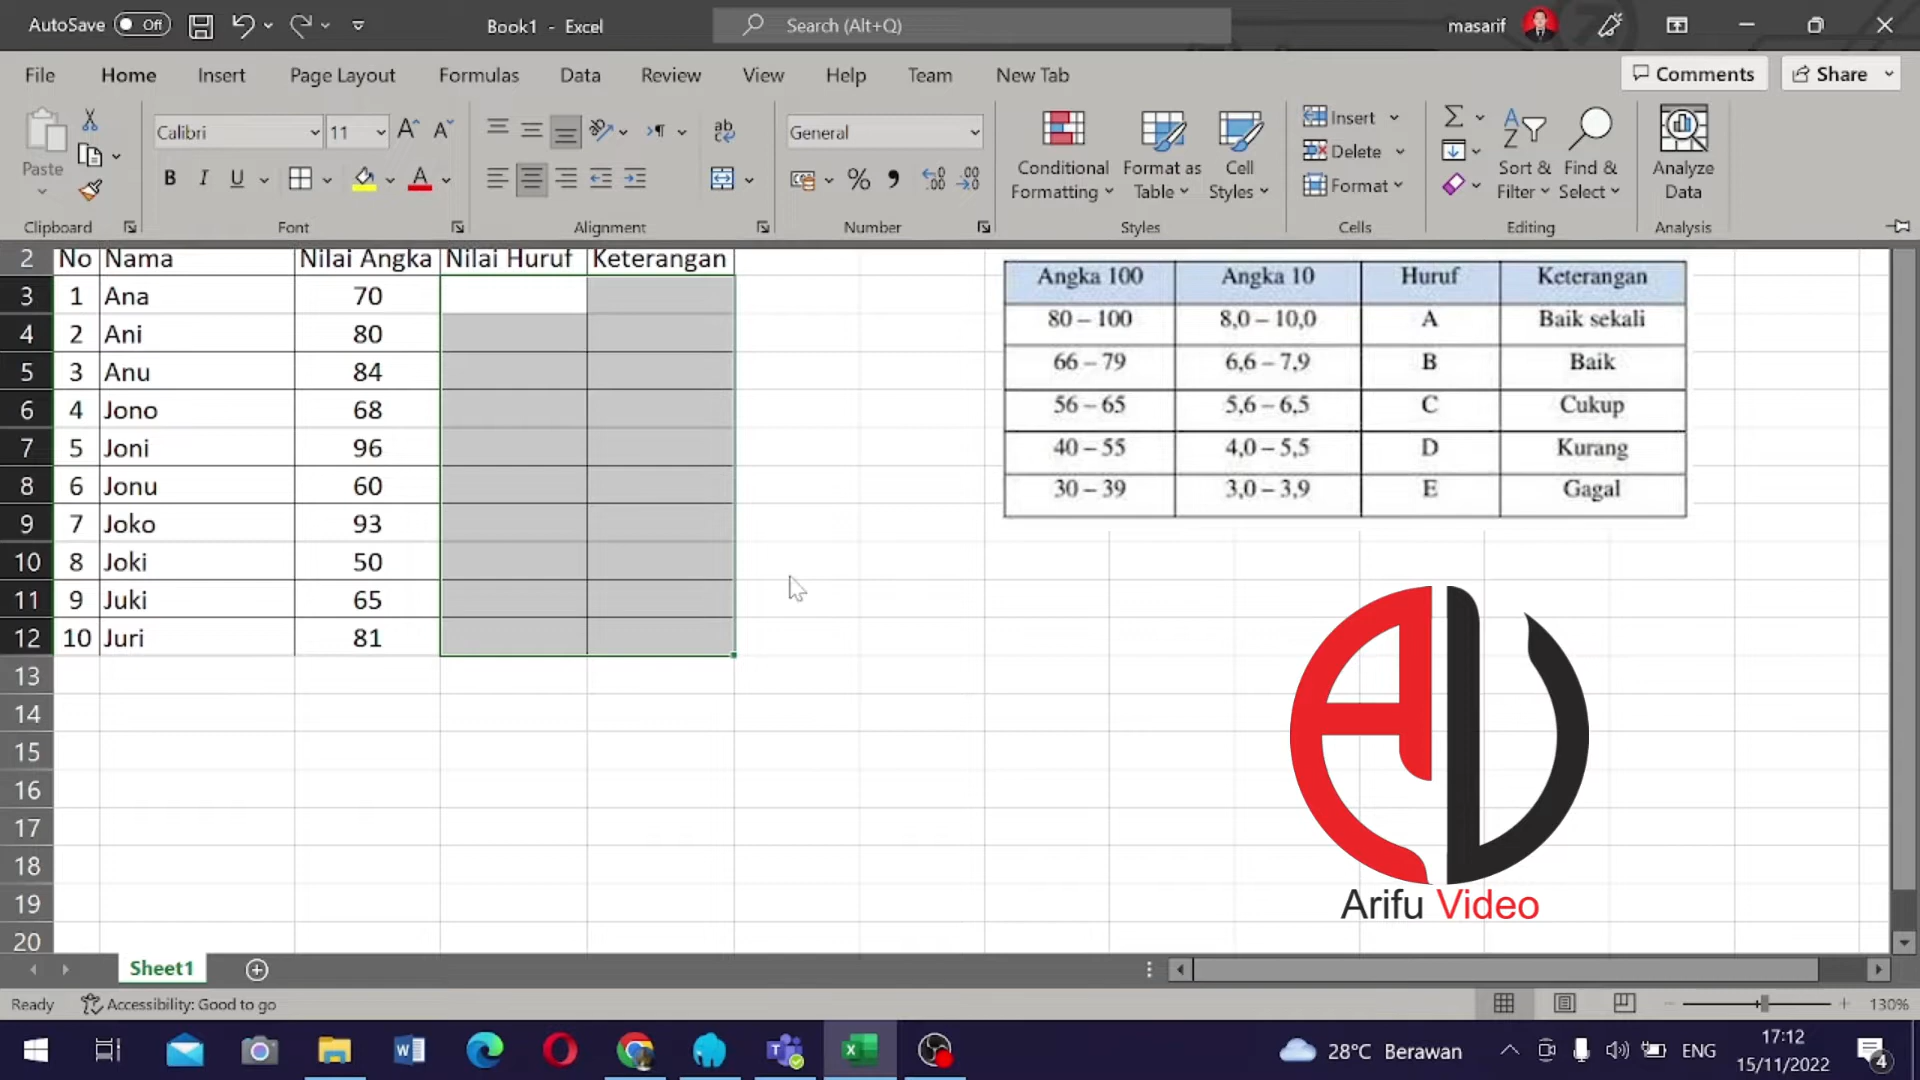 AutoSave Off Book1 - Excel Search (Alt+Q) masarif
File Home Insert Page Layout Formulas Data Review View Help Team New Tab Comments Share
Calibri 11 General
Paste
B I U A
ab
Conditional Formatting
Format as Table
Cell Styles
Insert
Delete
Format
Sort & Filter
Find & Select
Analyze Data
Clipboard Font Alignment Number Styles Cells Editing Analysis
2 No Nama Nilai Angka Nilai Huruf Keterangan
3 1 Ana 70
4 2 Ani 80
5 3 Anu 84
6 4 Jono 68
7 5 Joni 96
8 6 Jonu 60
9 7 Joko 93
10 8 Joki 50
11 9 Juki 65
12 10 Juri 81
13
14
15
16
17
18
19
20
Angka 100 Angka 10 Huruf Keterangan
80 – 100 8,0 – 10,0 A Baik sekali
66 – 79 6,6 – 7,9 B Baik
56 – 65 5,6 – 6,5 C Cukup
40 – 55 4,0 – 5,5 D Kurang
30 – 39 3,0 – 3,9 E Gagal
Arifu Video
Sheet1
Ready Accessibility: Good to go 130%
28°C Berawan ENG 17:12
15/11/2022 4